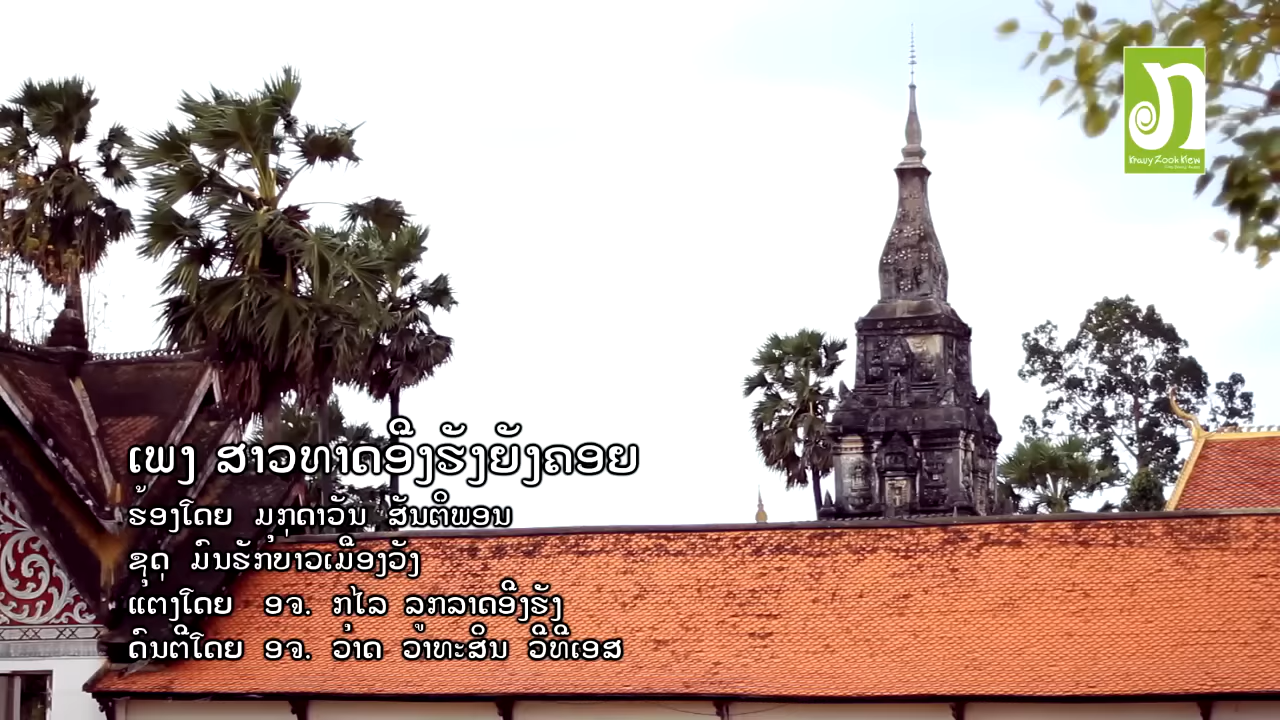 ເພງ ສາວທາດອີງຮັງຍັງຄອຍ
ຮ້ອງໂດຍ ມຸກດາວັນ ສັນຕິພອນ
ຊຸດ ມົນຮັກບ່າວເມືອງວັງ
ແຕ່ງໂດຍ ອຈ. ກຸໄລ ລູກລາດອີງຮັງ
ດົນຕີໂດຍ ອຈ. ວາດ ວາທະສິນ ວີທີເອສ
Kravy Zook Klew